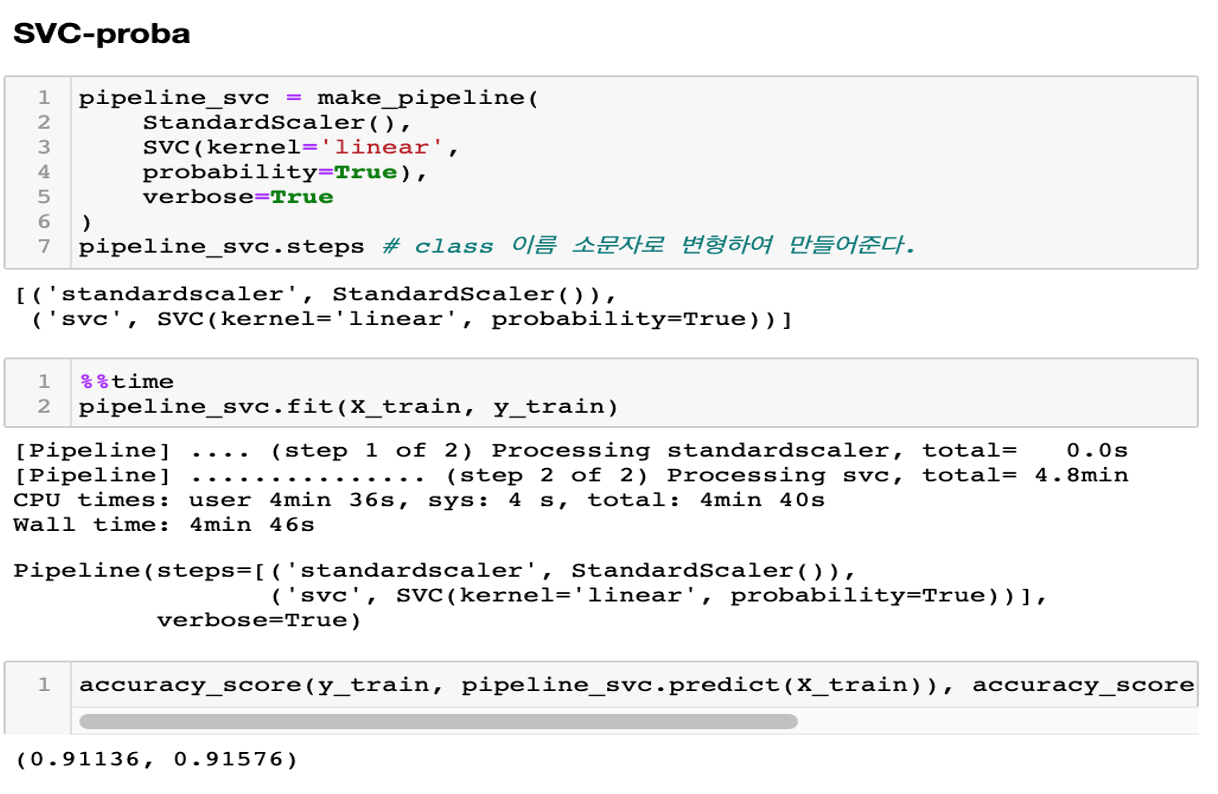 SVC-proba
1 pipeline_svc = make_pipeline(
2     StandardScaler(),
3     SVC(kernel='linear',
4     probability=True),
5     verbose=True
6 )
7 pipeline_svc.steps # class 이름 소문자로 변형하여 만들어준다.
[('standardscaler', StandardScaler()),
 ('svc', SVC(kernel='linear', probability=True))]
1 %%time
2 pipeline_svc.fit(X_train, y_train)
[Pipeline] .... (step 1 of 2) Processing standardscaler, total=   0.0s
[Pipeline] ............... (step 2 of 2) Processing svc, total= 4.8min
CPU times: user 4min 36s, sys: 4 s, total: 4min 40s
Wall time: 4min 46s
Pipeline(steps=[('standardscaler', StandardScaler()),
                ('svc', SVC(kernel='linear', probability=True))],
         verbose=True)
1 accuracy_score(y_train, pipeline_svc.predict(X_train)), accuracy_score
(0.91136, 0.91576)